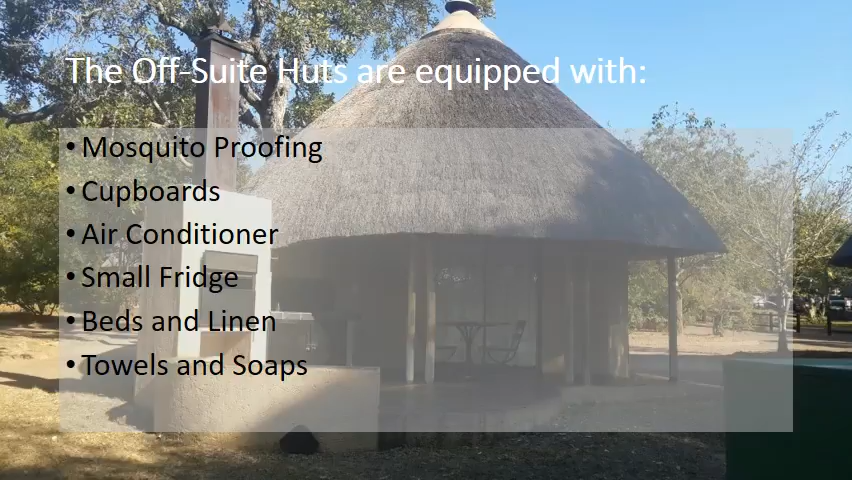 The Off-Suite Huts are equipped with:
• Mosquito Proofing
• Cupboards
• Air Conditioner
• Small Fridge
• Beds and Linen
• Towels and Soaps